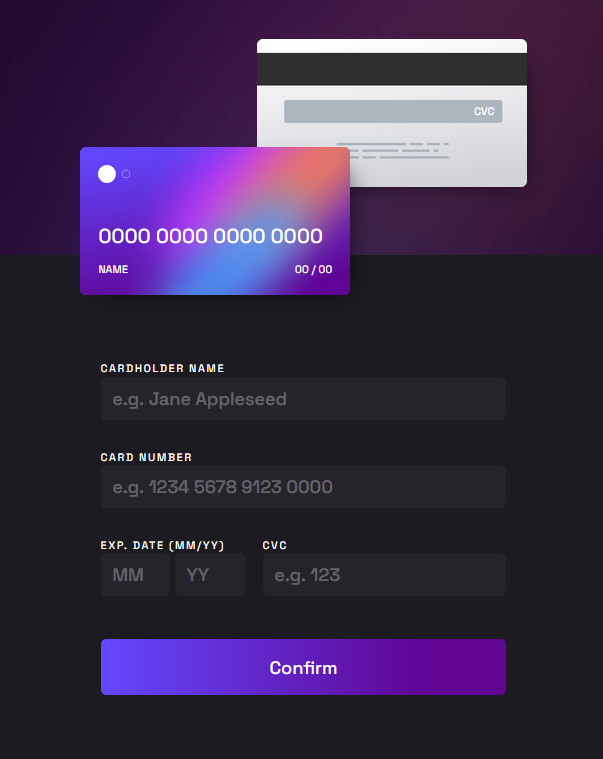 CVC
0000 0000 0000 0000
NAME 00 / 00
CARDHOLDER NAME
e.g. Jane Appleseed
CARD NUMBER
e.g. 1234 5678 9123 0000
EXP. DATE (MM/YY) CVC
MM YY e.g. 123
Confirm